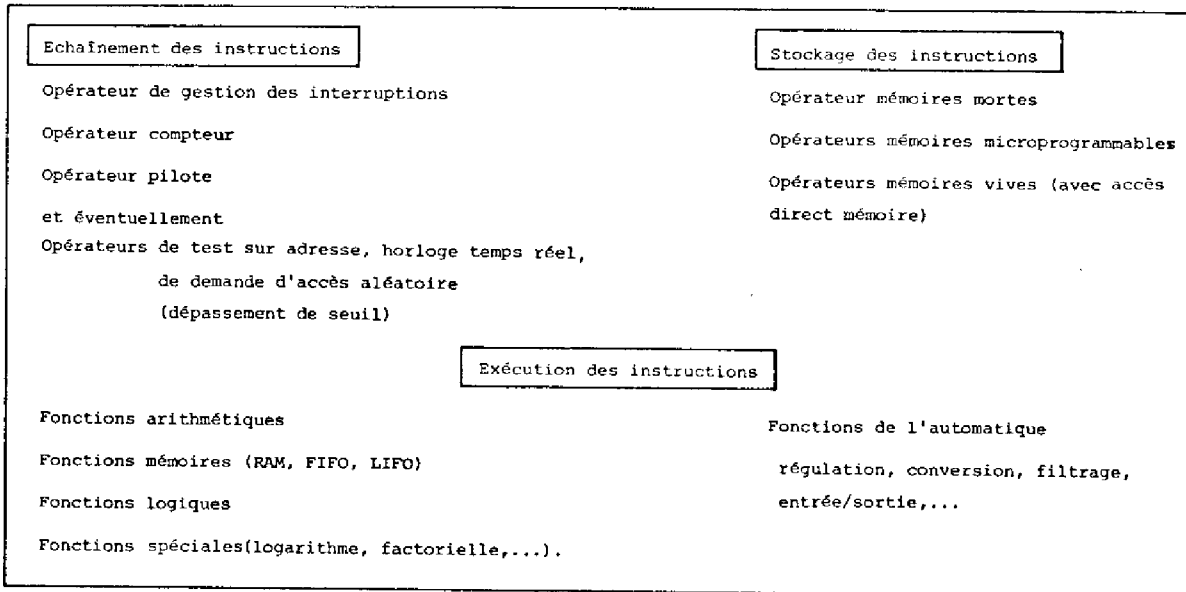 Echaînement des instructions
Opérateur de gestion des interruptions
Opérateur compteur
Opérateur pilote
et éventuellement
Opérateurs de test sur adresse, horloge temps réel,
de demande d'accès aléatoire
(dépassement de seuil)
Stockage des instructions
Opérateur mémoires mortes
Opérateurs mémoires microprogrammables
Opérateurs mémoires vives (avec accès
direct mémoire)
Exécution des instructions
Fonctions arithmétiques
Fonctions mémoires (RAM, FIFO, LIFO)
Fonctions logiques
Fonctions spéciales(logarithme, factorielle,...).
Fonctions de l'automatique
régulation, conversion, filtrage,
entrée/sortie,...